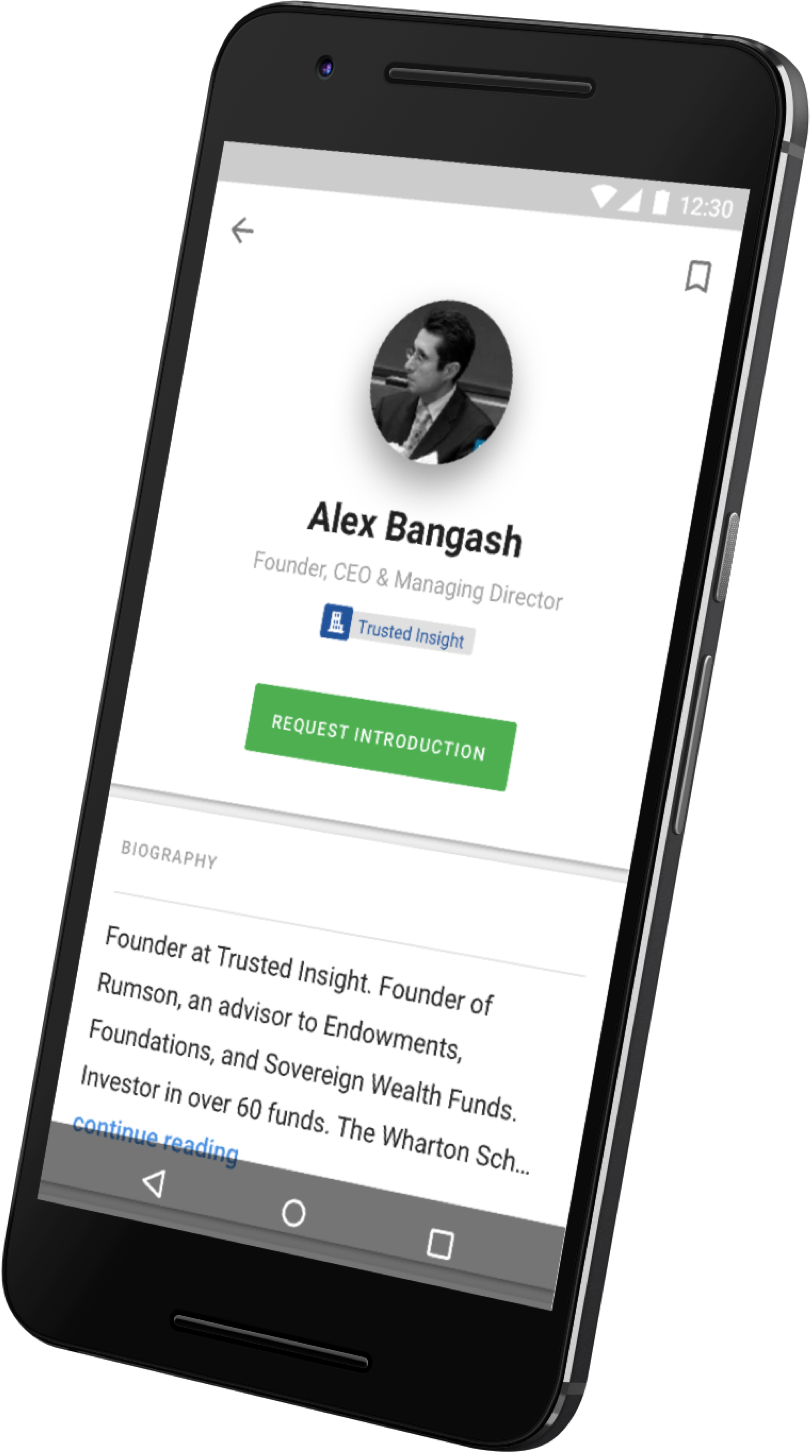 12:30
Alex Bangash
Founder, CEO & Managing Director
Trusted Insight
REQUEST INTRODUCTION
BIOGRAPHY
Founder at Trusted Insight. Founder of
Rumson, an advisor to Endowments,
Foundations, and Sovereign Wealth Funds.
Investor in over 60 funds. The Wharton Sch...
continue reading